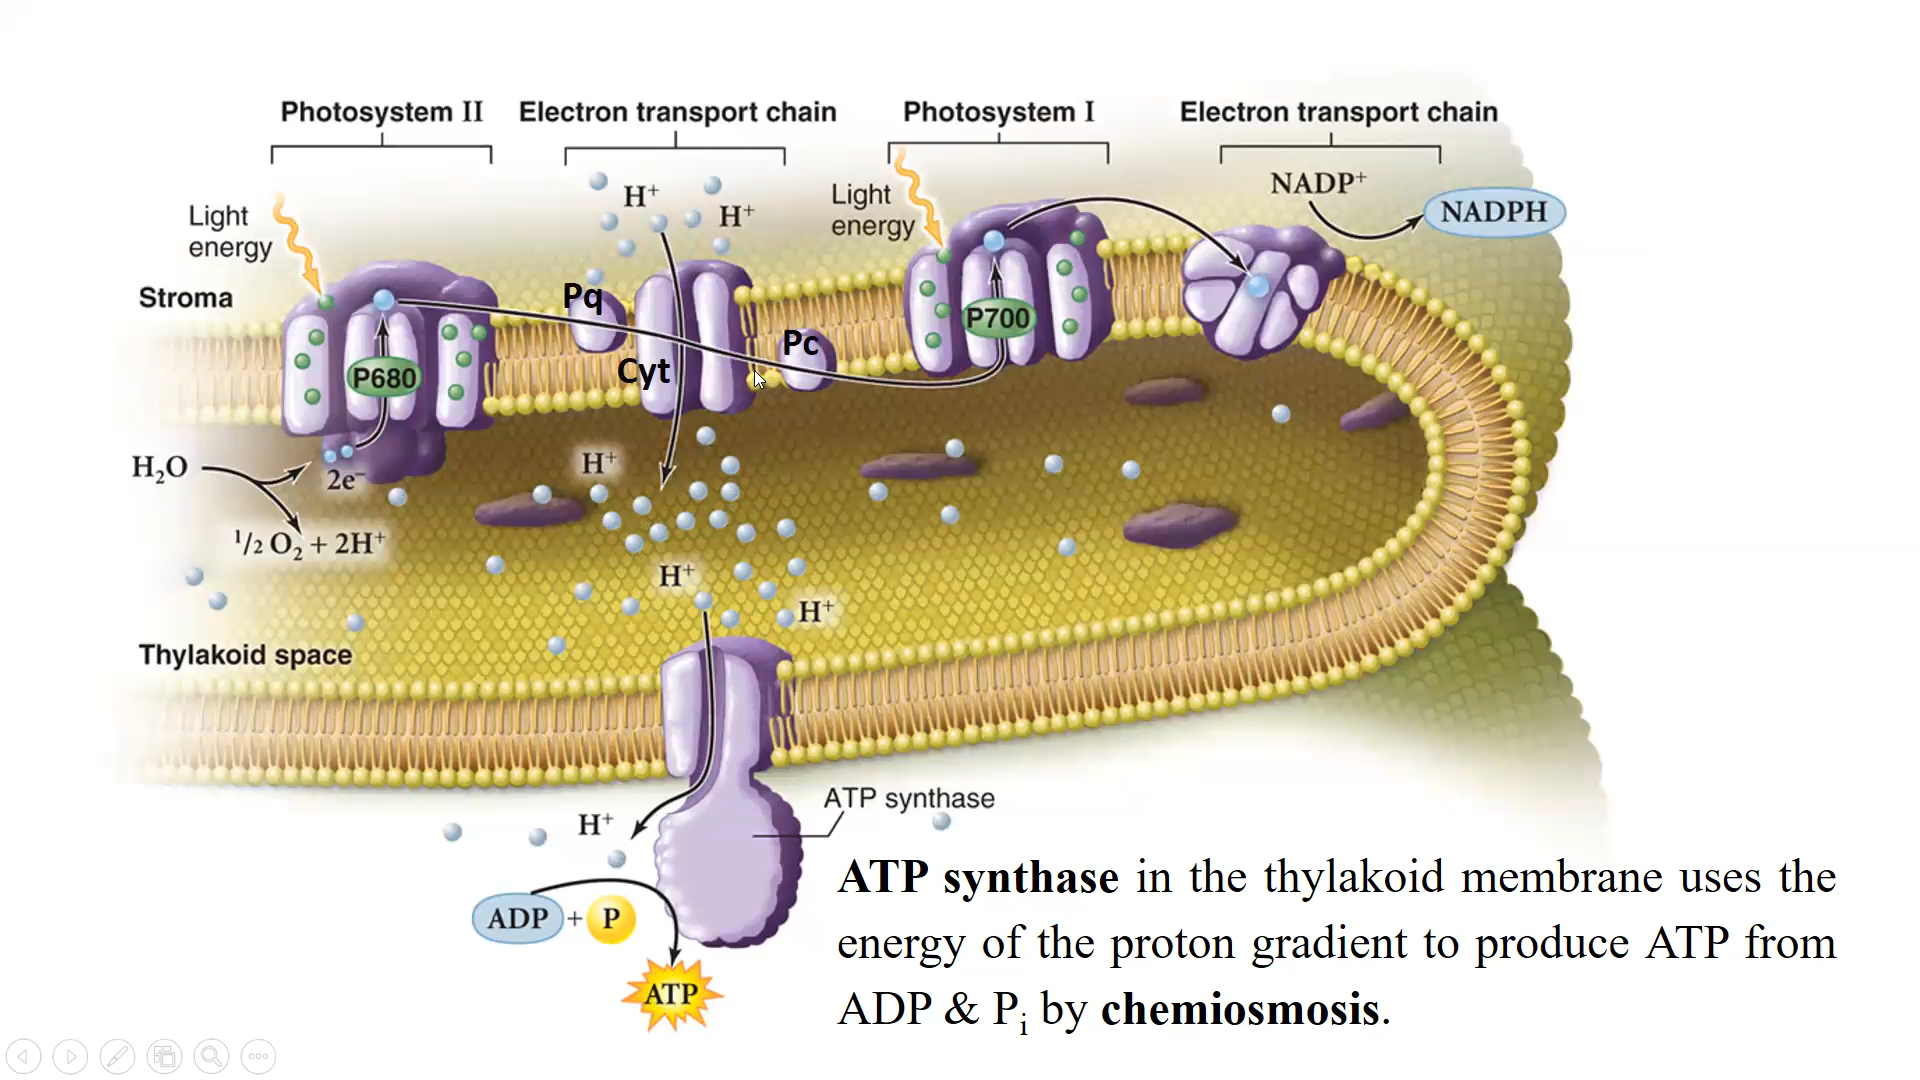 Photosystem II
Electron transport chain
Photosystem I
Electron transport chain
H⁺
H⁺
Light
energy
NADP⁺
NADPH
Light
energy
Stroma
Pq
P700
Pc
Cyt
P680
H₂O
2e⁻
H⁺
1/2 O₂ + 2H⁺
H⁺
H⁺
Thylakoid space
ATP synthase
H⁺
ADP + P
ATP
ATP synthase in the thylakoid membrane uses the
energy of the proton gradient to produce ATP from
ADP & Pᵢ by chemiosmosis.